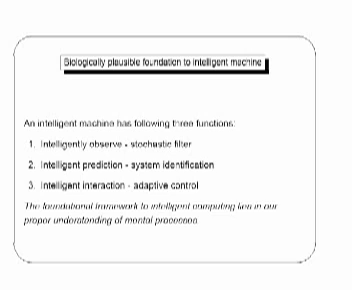 Biologically plausible foundation to intelligent machine
An intelligent machine has following three functions:
1. Intelligently observe - stochastic filter
2. Intelligent prediction - system identification
3. Intelligent interaction - adaptive control
The foundational framework to intelligent computing lies in our
proper understanding of mental processes